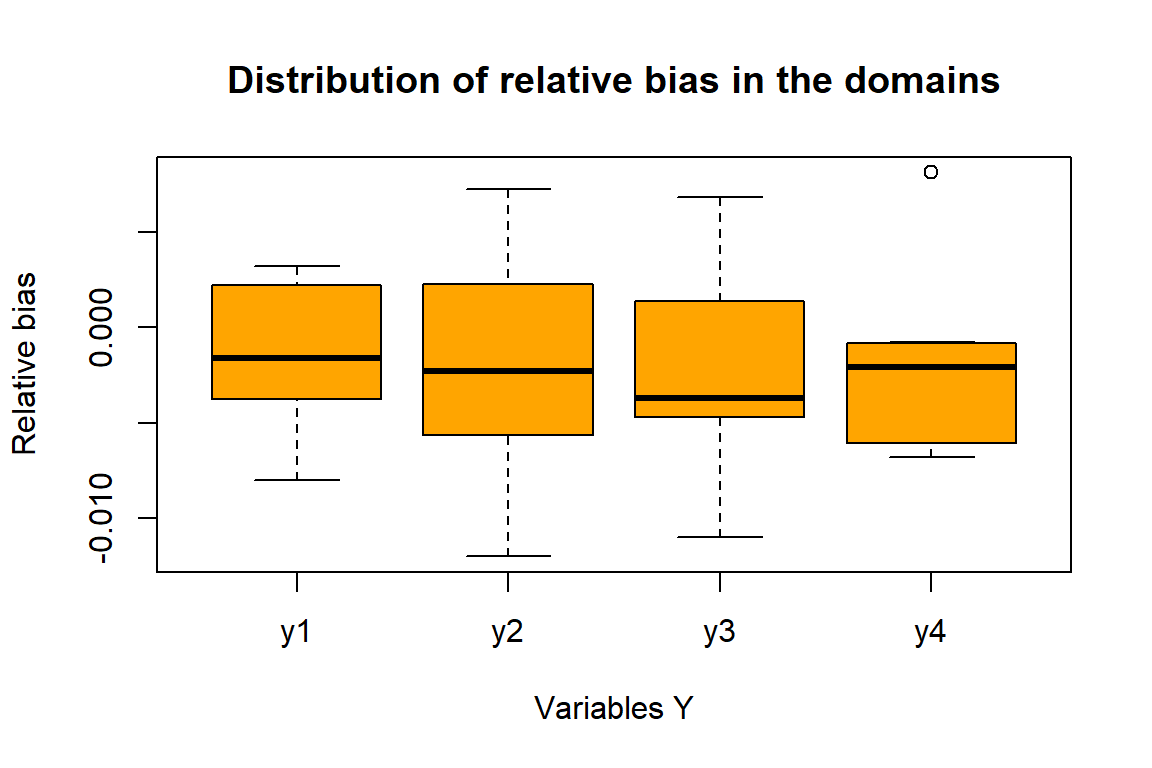 Distribution of relative bias in the domains
Relative bias
0.000
-0.010
y1 y2 y3 y4
Variables Y